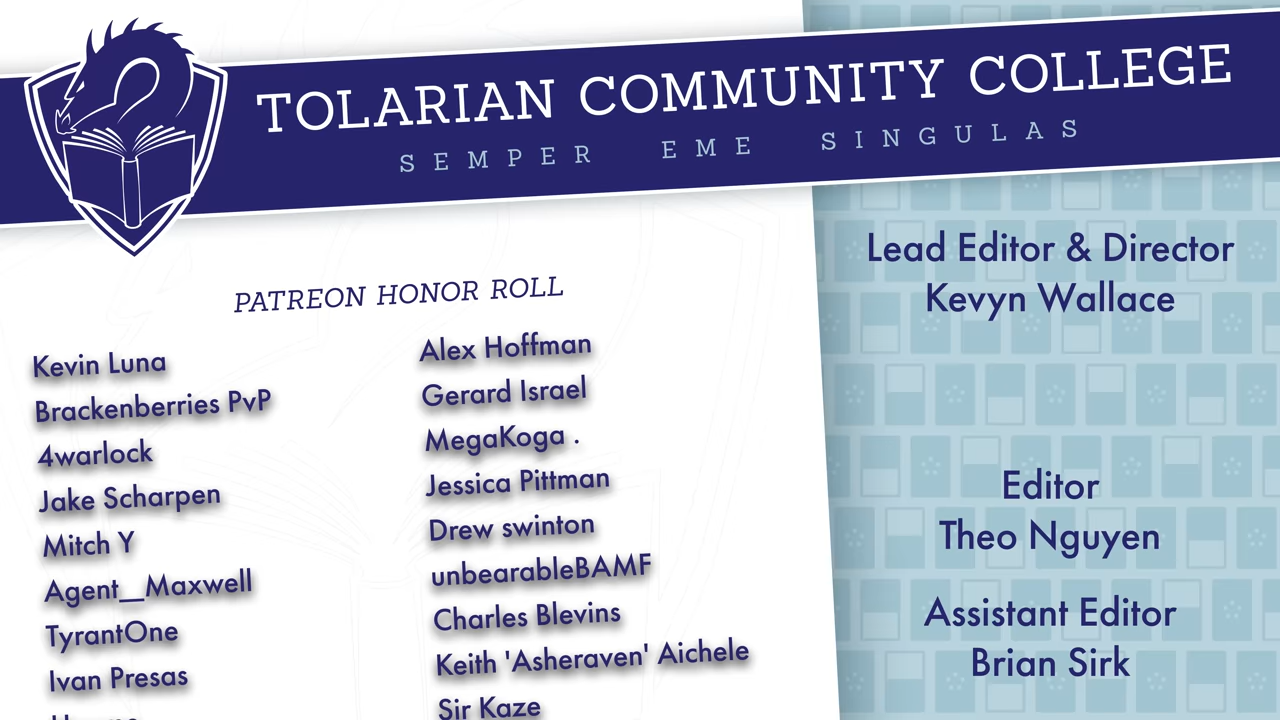 TOLARIAN COMMUNITY COLLEGE
SEMPER EME SINGULAS
PATREON HONOR ROLL
Kevin Luna
Brackenberries PvP
4warlock
Jake Scharpen
Mitch Y
Agent__Maxwell
TyrantOne
Ivan Presas
Alex Hoffman
Gerard Israel
MegaKoga .
Jessica Pittman
Drew swinton
unbearableBAMF
Charles Blevins
Keith 'Asheraven' Aichele
Sir Kaze
Lead Editor & Director
Kevyn Wallace
Editor
Theo Nguyen
Assistant Editor
Brian Sirk